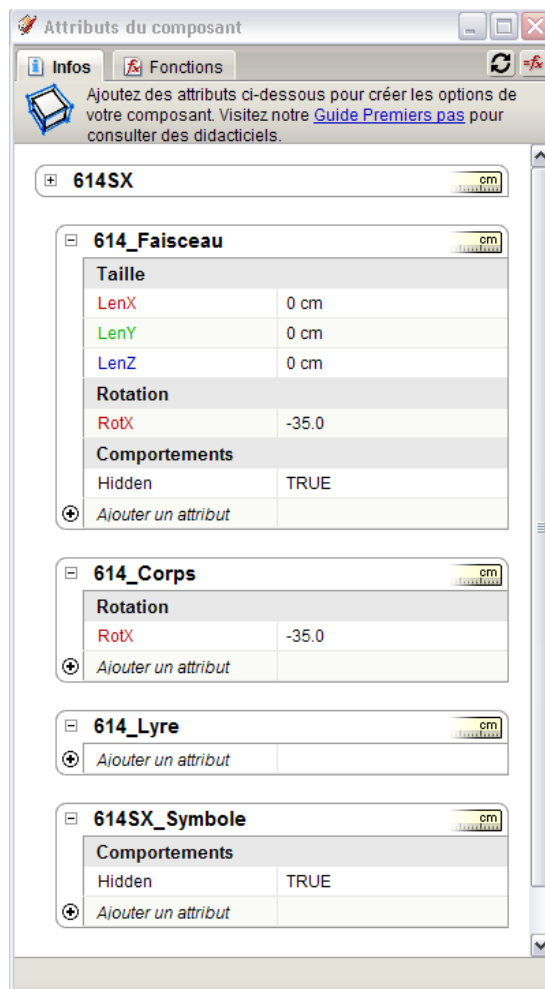 Attributs du composant
Infos
Fonctions
=fx
Ajoutez des attributs ci-dessous pour créer les options de
votre composant. Visitez notre Guide Premiers pas pour
consulter des didacticiels.
614SX cm
614_Faisceau cm
Taille
LenX 0 cm
LenY 0 cm
LenZ 0 cm
Rotation
RotX -35.0
Comportements
Hidden TRUE
Ajouter un attribut
614_Corps cm
Rotation
RotX -35.0
Ajouter un attribut
614_Lyre cm
Ajouter un attribut
614SX_Symbole cm
Comportements
Hidden TRUE
Ajouter un attribut